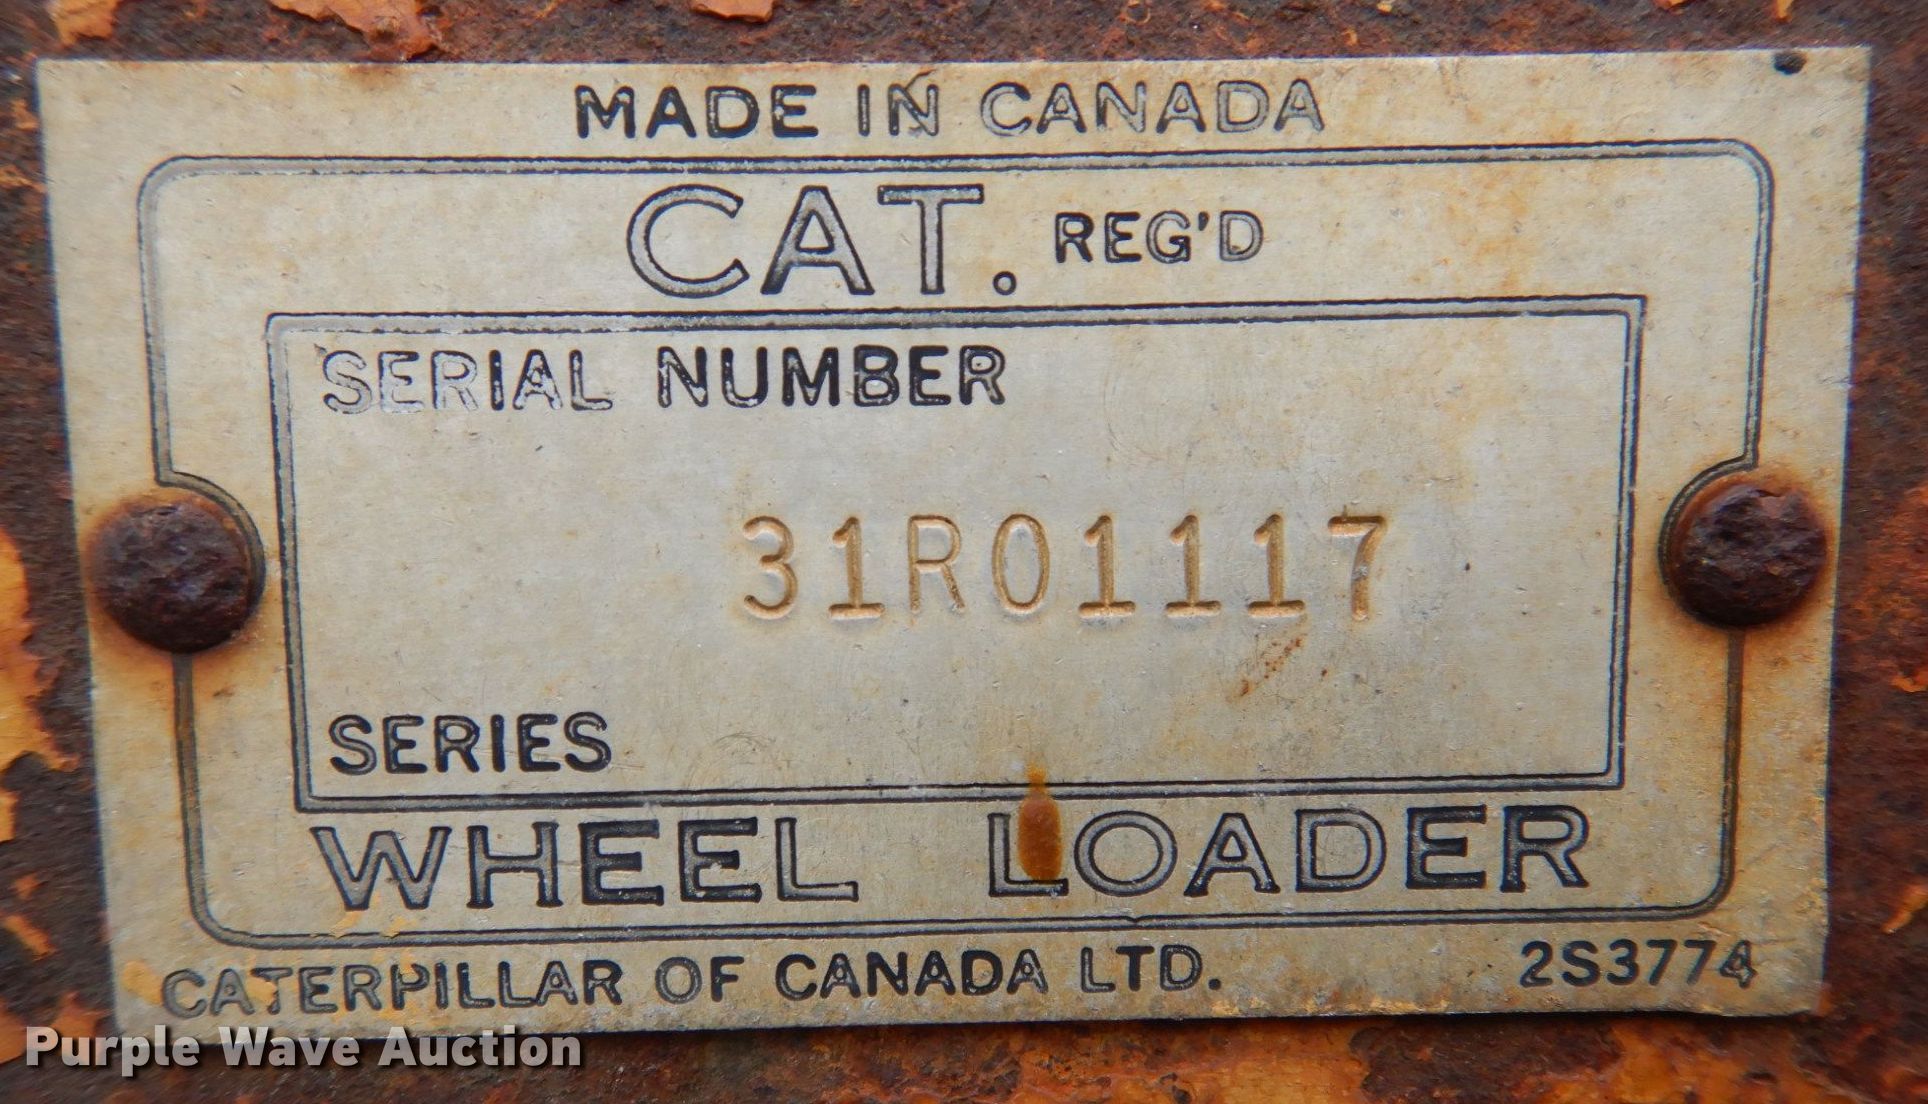 MADE IN CANADA
CAT. REG'D
SERIAL NUMBER
31R01117
SERIES
WHEEL LOADER
CATERPILLAR OF CANADA LTD. 2S3774
Purple Wave Auction